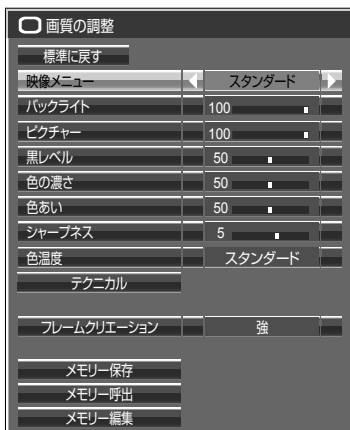 画質の調整
標準に戻す
映像メニュー スタンダード
バックライト 100
ピクチャー 100
黒レベル 50
色の濃さ 50
色あい 50
シャープネス 5
色温度 スタンダード
テクニカル
フレームクリエーション 強
メモリー保存
メモリー呼出
メモリー編集